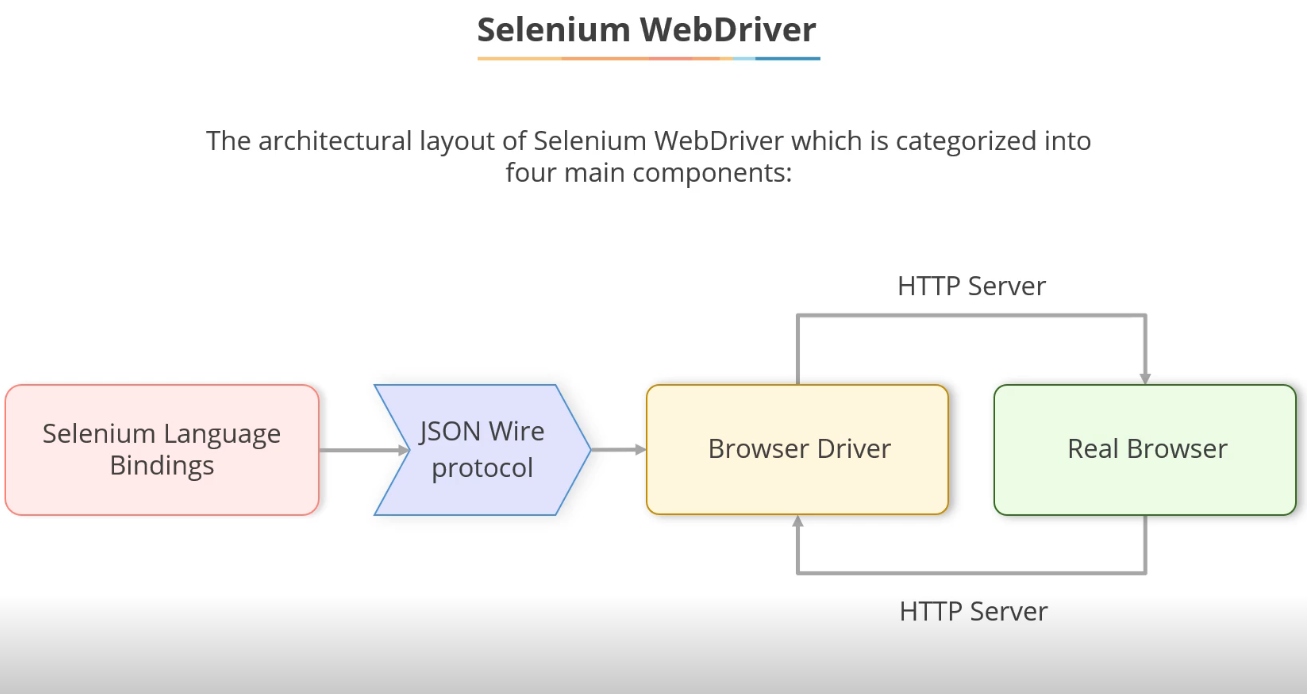 Selenium WebDriver
The architectural layout of Selenium WebDriver which is categorized into
four main components:
HTTP Server
Selenium Language
Bindings
JSON Wire
protocol
Browser Driver
Real Browser
HTTP Server